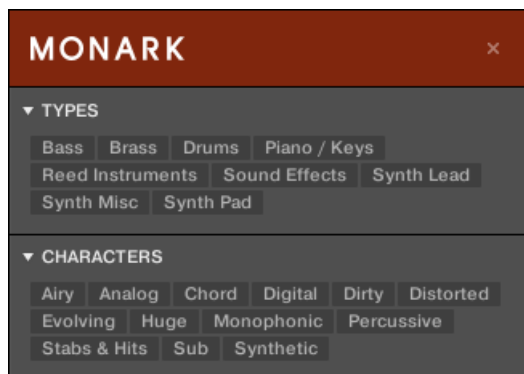 MONARK ×
▼ TYPES
Bass Brass Drums Piano / Keys
Reed Instruments Sound Effects Synth Lead
Synth Misc Synth Pad
▼ CHARACTERS
Airy Analog Chord Digital Dirty Distorted
Evolving Huge Monophonic Percussive
Stabs & Hits Sub Synthetic